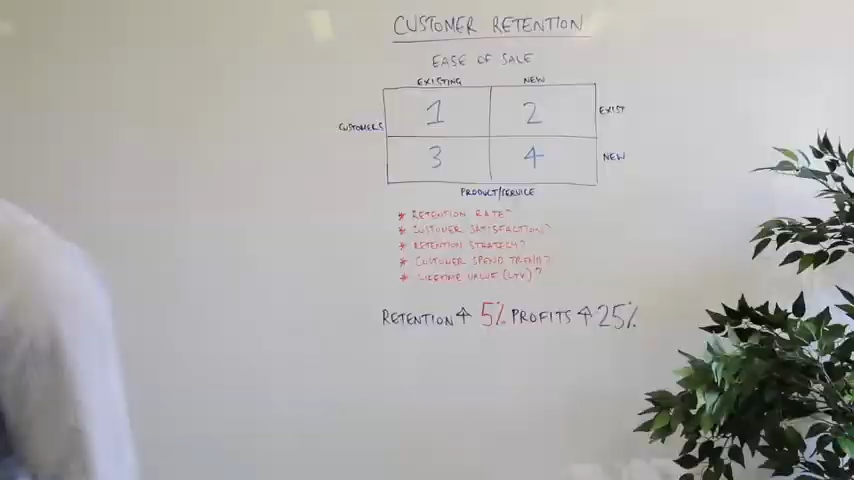 CUSTOMER RETENTION
EASE OF SALE
EXISTING NEW
1 2 EXIST
CUSTOMERS
3 4 NEW
PRODUCT/SERVICE
* RETENTION RATE?
* CUSTOMER SATISFACTION?
* RETENTION STRATEGY?
* CUSTOMER SPEND TREND?
* LIFETIME VALUE (LTV)?
RETENTION ↑ 5% PROFITS ↑ 25%